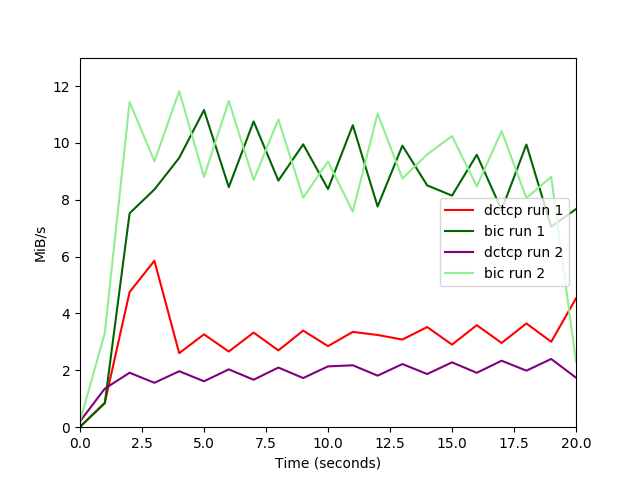 12
10
8
6
4
2
0
MiB/s
dctcp run 1
bic run 1
dctcp run 2
bic run 2
0.0 2.5 5.0 7.5 10.0 12.5 15.0 17.5 20.0
Time (seconds)